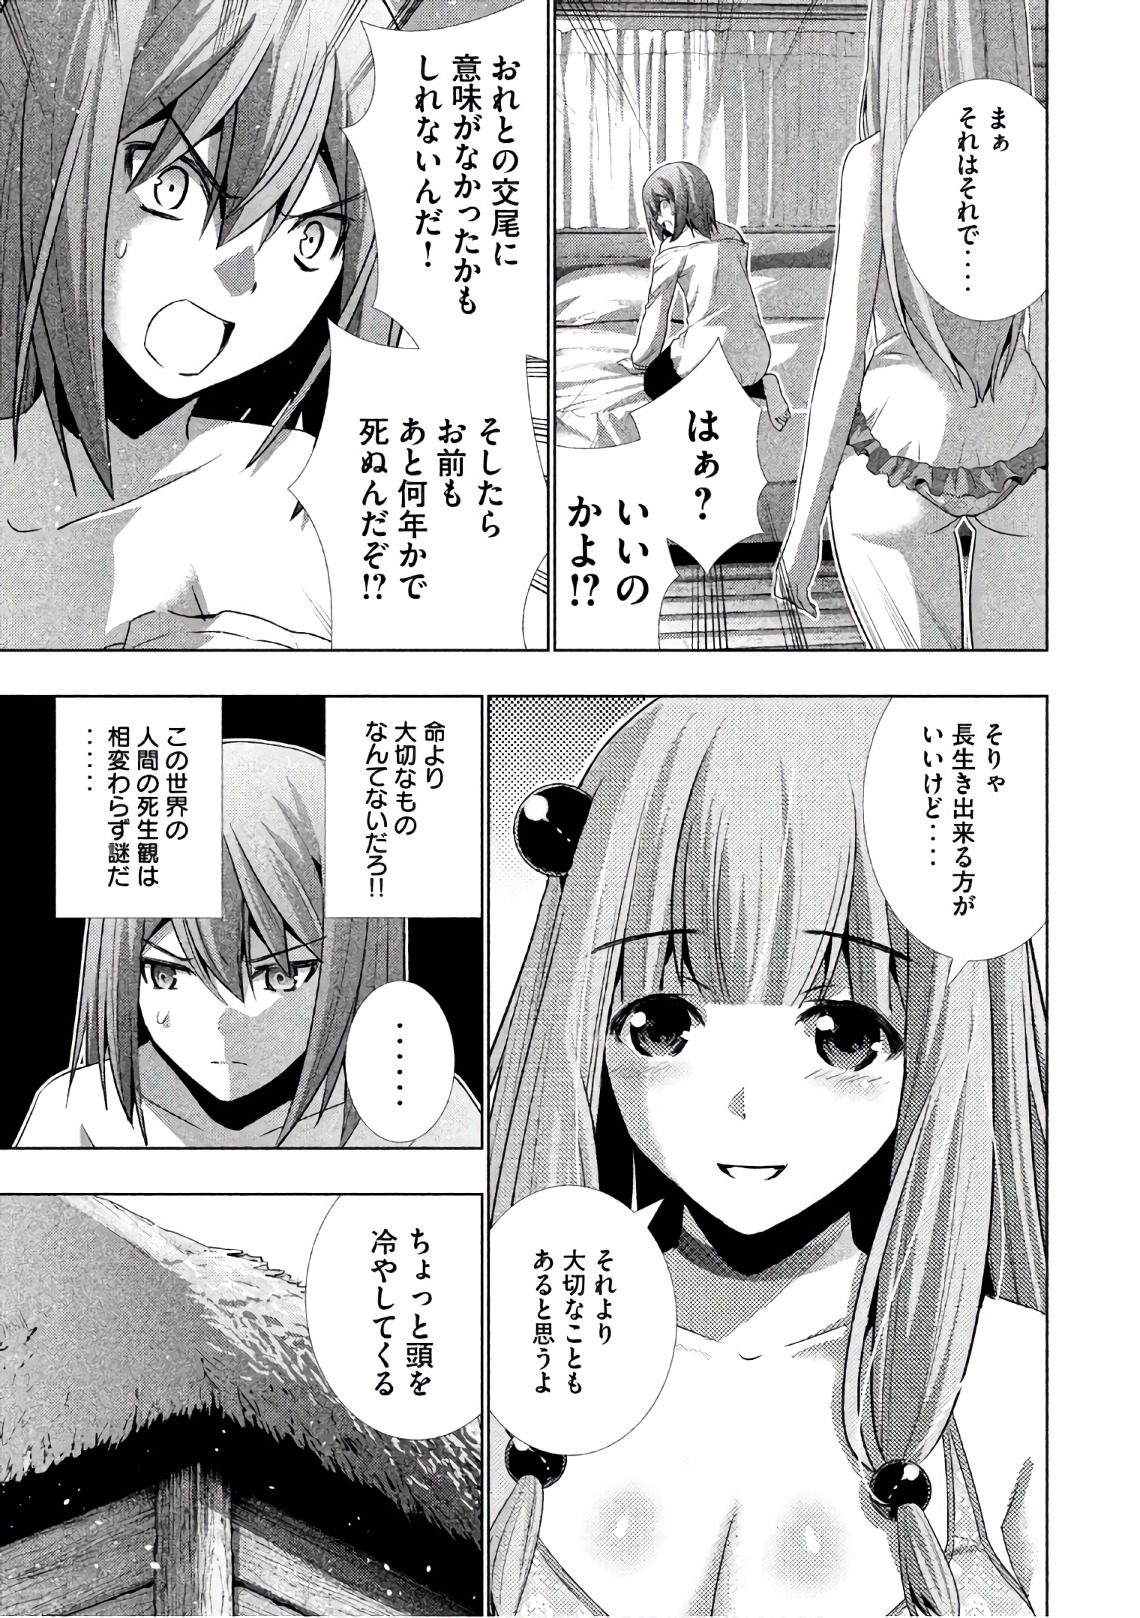 まぁ
それはそれで‥‥
はぁ?
いいの
かよ!?
おれとの交尾に
意味がなかったかも
しれないんだ!
そしたら
お前も
あと何年かで
死ぬんだぞ!?
そりゃ
長生き出来る方が
いいけど‥‥
それより
大切なことも
あると思うよ
命より
大切なもの
なんてないだろ!!
この世界の
人間の死生観は
相変わらず謎だ
‥‥‥
‥‥‥
ちょっと頭を
冷やしてくる